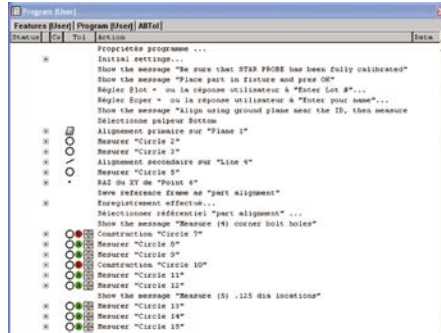 Program (User)
Features (User) Program (User) AllTol
Status Cx Tol Action Data
Propriétés programme ...
Initial settings...
Show the message "Be sure that STAR PROBE has been fully calibrated"
Show the message "Place part in fixture and pres OK"
Régler $lot = ou la réponse utilisateur à "Enter Lot #"...
Régler $oper = ou la réponse utilisateur à "Enter your name"...
Show the message "Align using ground plane near the ID, then measure
Sélectionne palpeur Bottom
Alignement primaire sur "Plane 1"
Mesurer "Circle 2"
Mesurer "Circle 3"
Alignement secondaire sur "Line 4"
Mesurer "Circle 5"
RAZ du XY de "Point 6"
Save reference frame as "part alignment"
Enregistrement effectué...
Sélectionner référentiel "part alignment" ...
Show the message "Measure (4) corner bolt holes"
Construction "Circle 7"
Mesurer "Circle 8"
Mesurer "Circle 9"
Construction "Circle 10"
Mesurer "Circle 11"
Mesurer "Circle 12"
Show the message "Measure (5) .125 dia locations"
Mesurer "Circle 13"
Mesurer "Circle 14"
Mesurer "Circle 15"